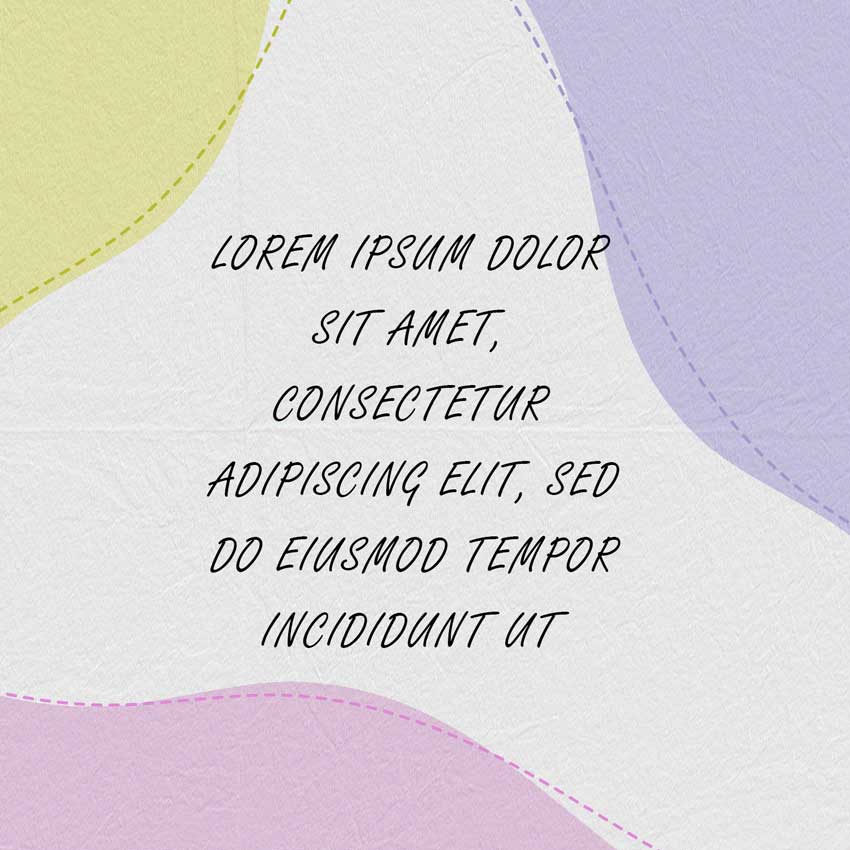 LOREM IPSUM DOLOR
SIT AMET,
CONSECTETUR
ADIPISCING ELIT, SED
DO EIUSMOD TEMPOR
INCIDIDUNT UT